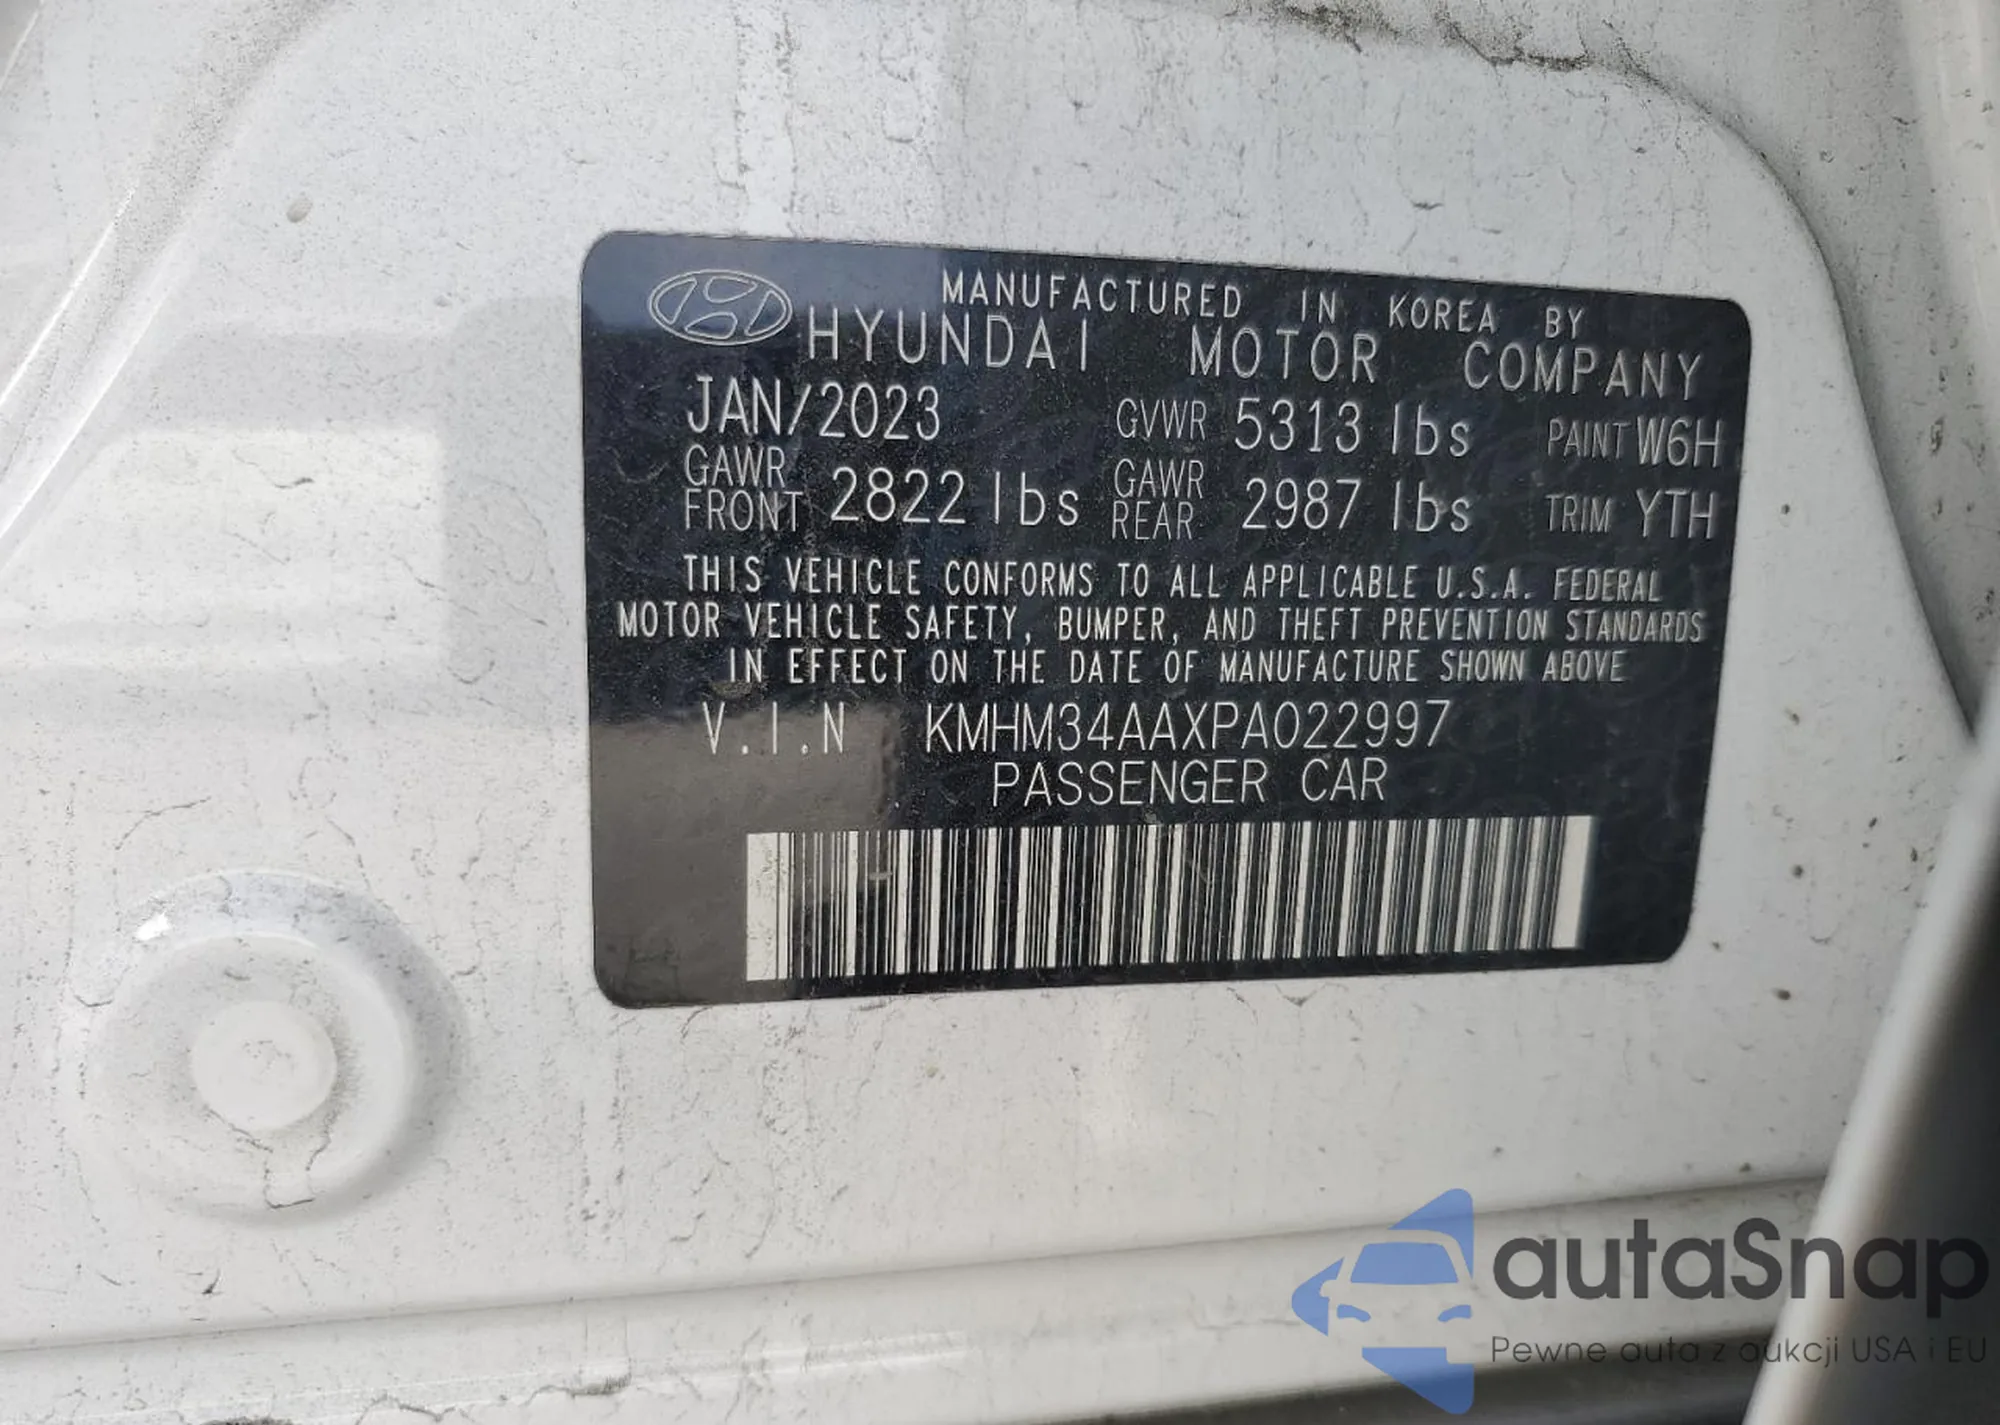 MANUFACTURED IN KOREA BY
HYUNDAI MOTOR COMPANY
JAN/2023 GVWR 5313 lbs PAINT W6H
GAWR FRONT 2822 lbs GAWR REAR 2987 lbs TRIM YTH
THIS VEHICLE CONFORMS TO ALL APPLICABLE U.S.A. FEDERAL
MOTOR VEHICLE SAFETY, BUMPER, AND THEFT PREVENTION STANDARDS
IN EFFECT ON THE DATE OF MANUFACTURE SHOWN ABOVE
V.I.N KMHM34AAXPA022997
PASSENGER CAR
autaSnap
Pewne auta z aukcji USA i EU